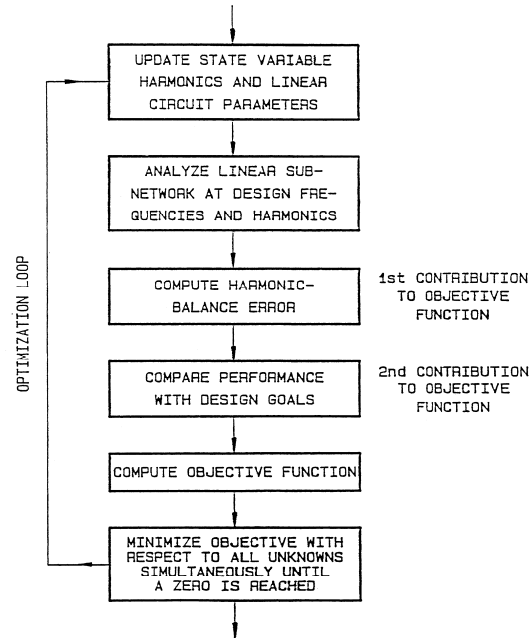 UPDATE STATE VARIABLE
HARMONICS AND LINEAR
CIRCUIT PARAMETERS
ANALYZE LINEAR SUB-
NETWORK AT DESIGN FRE-
QUENCIES AND HARMONICS
COMPUTE HARMONIC-
BALANCE ERROR
1st CONTRIBUTION
TO OBJECTIVE
FUNCTION
OPTIMIZATION LOOP
COMPARE PERFORMANCE
WITH DESIGN GOALS
2nd CONTRIBUTION
TO OBJECTIVE
FUNCTION
COMPUTE OBJECTIVE FUNCTION
MINIMIZE OBJECTIVE WITH
RESPECT TO ALL UNKNOWNS
SIMULTANEOUSLY UNTIL
A ZERO IS REACHED